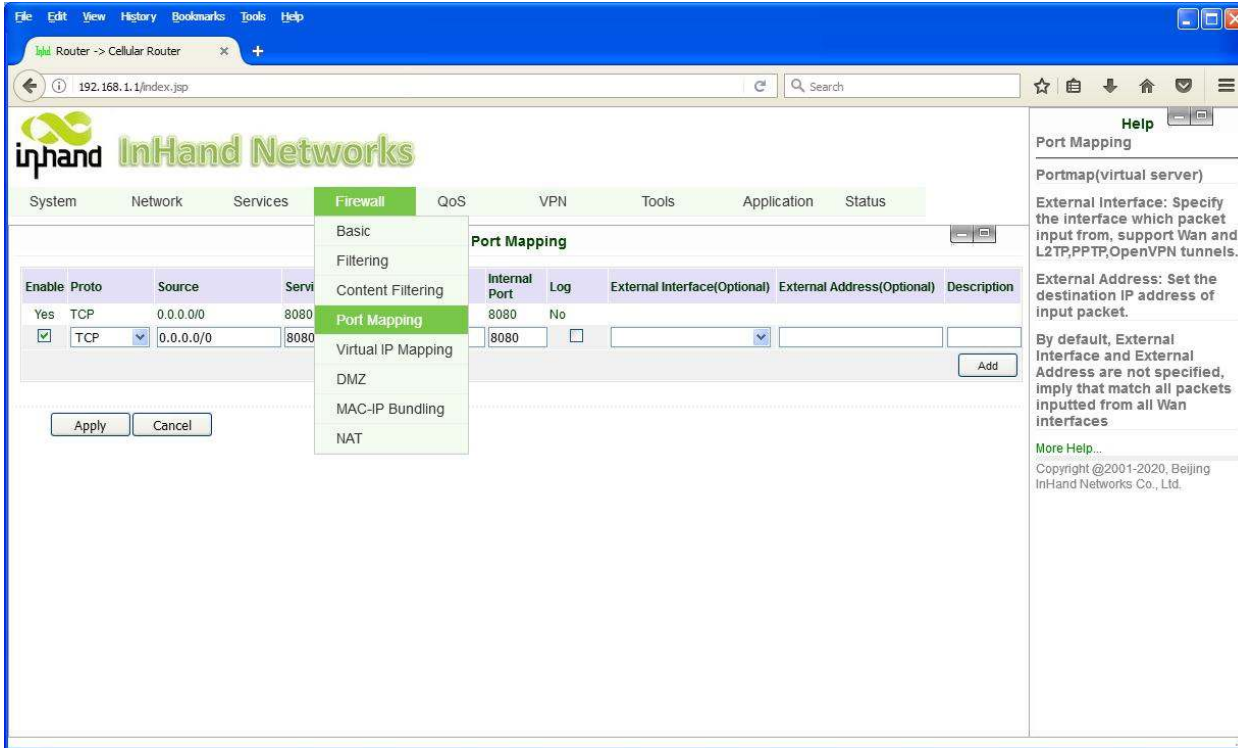 File Edit View History Bookmarks Tools Help
Router -> Cellular Router
192.168.1.1/index.jsp
Search
inhand InHand Networks
System Network Services Firewall QoS VPN Tools Application Status
Basic
Filtering
Content Filtering
Port Mapping
Virtual IP Mapping
DMZ
MAC-IP Bundling
NAT
Port Mapping
Enable Proto Source Servi Internal Port Log External Interface(Optional) External Address(Optional) Description
Yes TCP 0.0.0.0/0 8080 8080 No
TCP 0.0.0.0/0 8080 8080
Add
Apply Cancel
Help
Port Mapping
Portmap(virtual server)
External Interface: Specify
the interface which packet
input from, support Wan and
L2TP,PPTP,OpenVPN tunnels.
External Address: Set the
destination IP address of
input packet.
By default, External
Interface and External
Address are not specified,
imply that match all packets
inputted from all Wan
interfaces
More Help...
Copyright @2001-2020, Beijing
InHand Networks Co., Ltd.